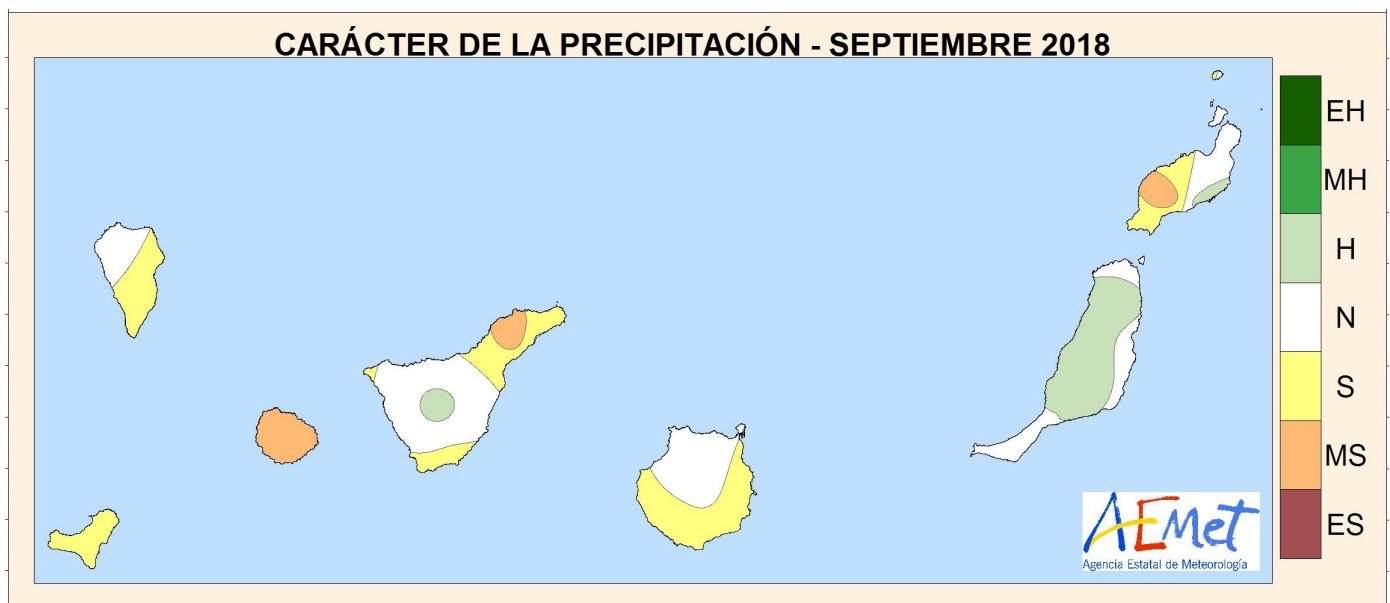 CARÁCTER DE LA PRECIPITACIÓN - SEPTIEMBRE 2018
EH
MH
H
N
S
MS
ES
AEMet
Agencia Estatal de Meteorología